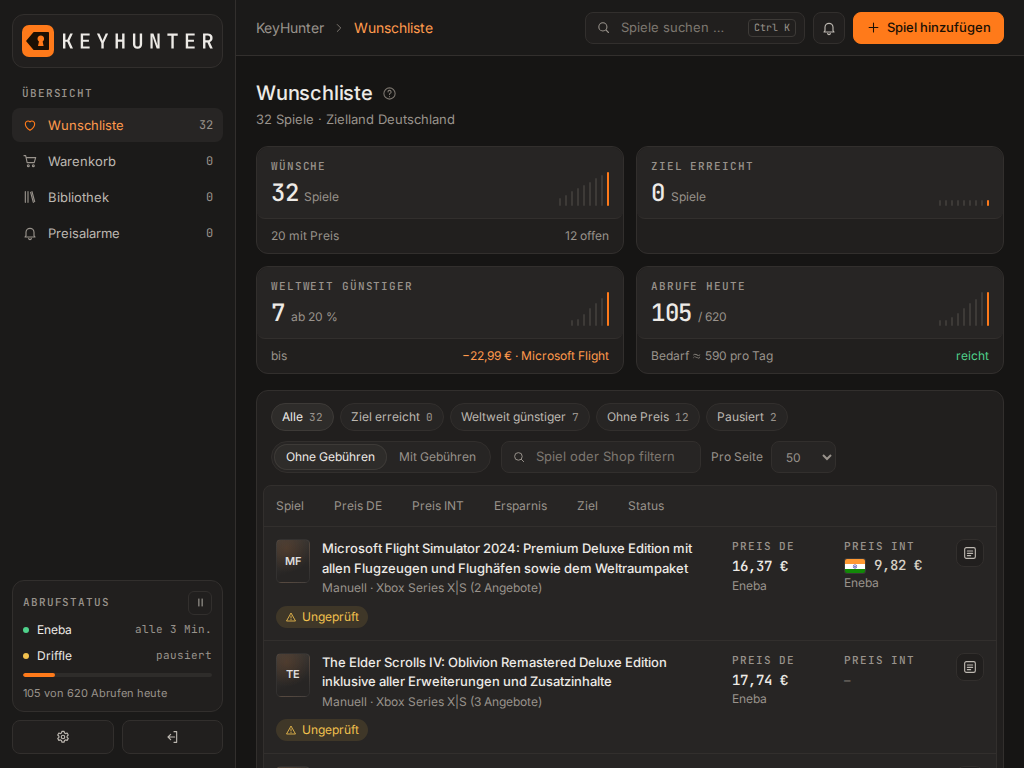 KEYHUNTER
ÜBERSICHT
Wunschliste 32
Warenkorb 0
Bibliothek 0
Preisalarme 0
ABRUFSTATUS
Eneba alle 3 Min.
Driffle pausiert
105 von 620 Abrufen heute
KeyHunter > Wunschliste
Spiele suchen ... Ctrl K
Spiel hinzufügen
Wunschliste
32 Spiele · Zielland Deutschland
WÜNSCHE
32 Spiele
20 mit Preis 12 offen
ZIEL ERREICHT
0 Spiele
WELTWEIT GÜNSTIGER
7 ab 20 %
bis −22,99 € · Microsoft Flight
ABRUFE HEUTE
105 / 620
Bedarf ≈ 590 pro Tag reicht
Alle 32 Ziel erreicht 0 Weltweit günstiger 7 Ohne Preis 12 Pausiert 2
Ohne Gebühren Mit Gebühren Spiel oder Shop filtern Pro Seite 50
Spiel Preis DE Preis INT Ersparnis Ziel Status
MF
Microsoft Flight Simulator 2024: Premium Deluxe Edition mit
allen Flugzeugen und Flughäfen sowie dem Weltraumpaket
Manuell · Xbox Series X|S (2 Angebote)
Ungeprüft
PREIS DE
16,37 €
Eneba
PREIS INT
9,82 €
Eneba
TE
The Elder Scrolls IV: Oblivion Remastered Deluxe Edition
inklusive aller Erweiterungen und Zusatzinhalte
Manuell · Xbox Series X|S (3 Angebote)
Ungeprüft
PREIS DE
17,74 €
Eneba
PREIS INT
–